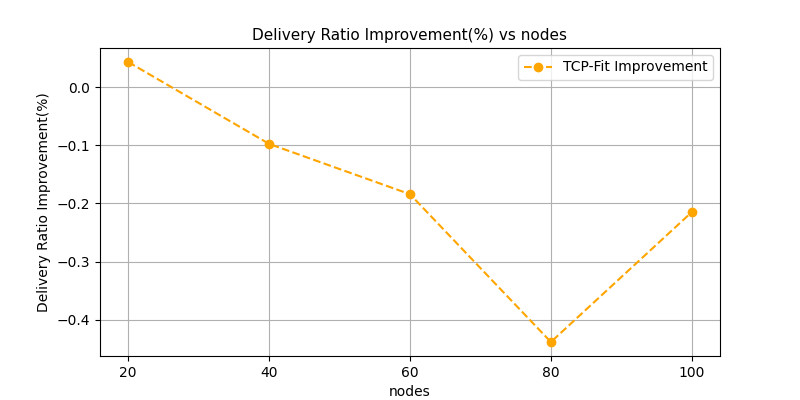 Delivery Ratio Improvement(%) vs nodes
TCP-Fit Improvement
Delivery Ratio Improvement(%)
0.0
−0.1
−0.2
−0.3
−0.4
20 40 60 80 100
nodes